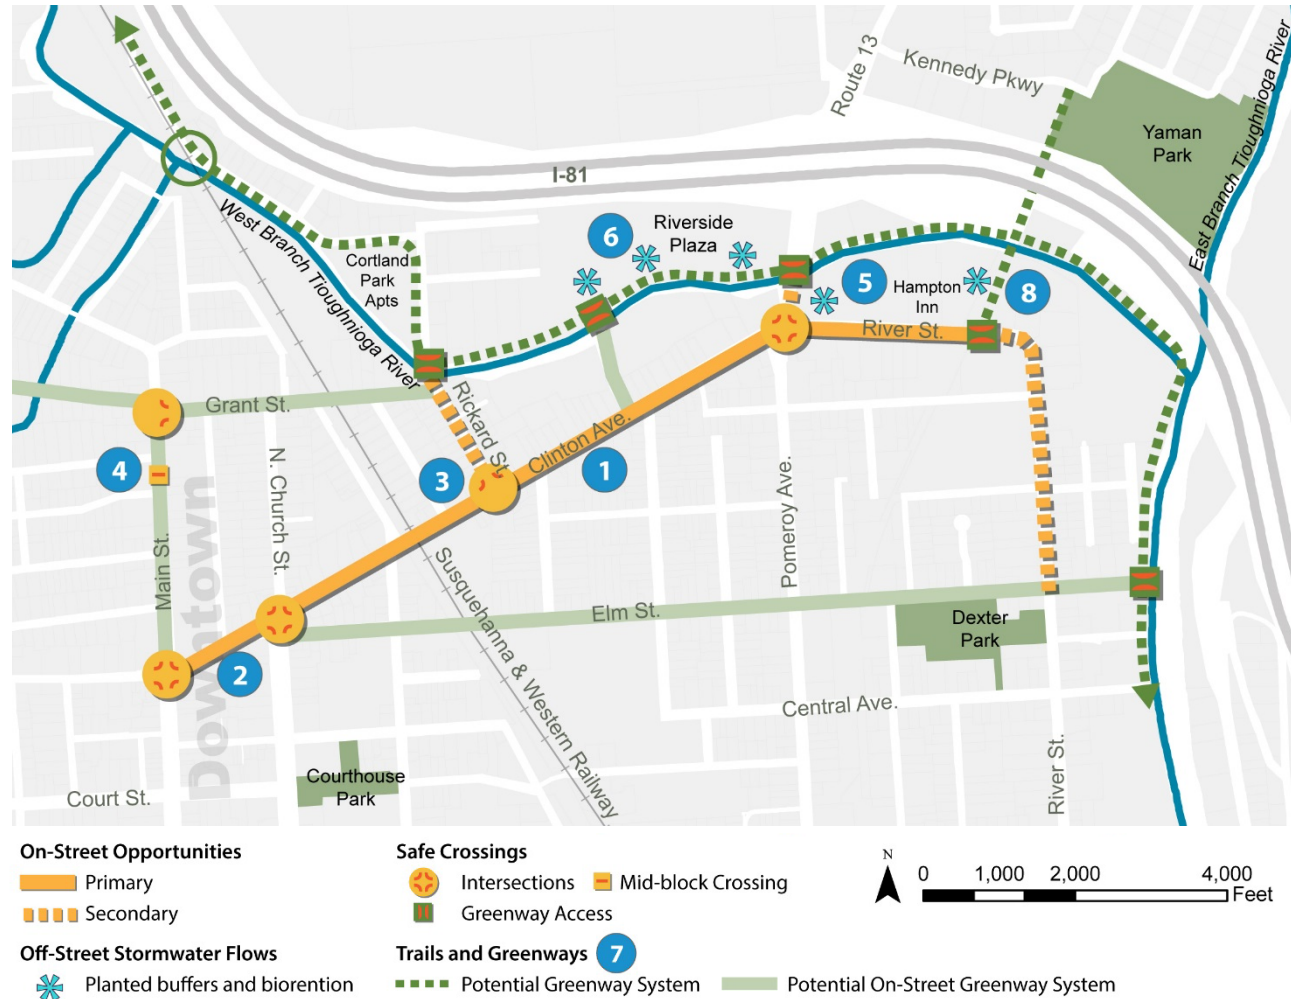 Route 13
Kennedy Pkwy
Yaman
Park
East Branch Tioughnioga River
I-81
West Branch Tioughnioga River
6
Riverside
Plaza
Cortland
Park
Apts
5
Hampton
Inn
8
River St.
Grant St.
Rickard St.
Clinton Ave.
1
3
4
N. Church St.
Main St.
Downtown
Pomeroy Ave.
Susquehanna & Western Railway
Elm St.
Dexter
Park
2
Central Ave.
River St.
Courthouse
Park
Court St.
On-Street Opportunities
Primary
Secondary
Off-Street Stormwater Flows
Planted buffers and biorention
Safe Crossings
Intersections
Mid-block Crossing
Greenway Access
Trails and Greenways 7
Potential Greenway System
Potential On-Street Greenway System
N
0 1,000 2,000 4,000
Feet